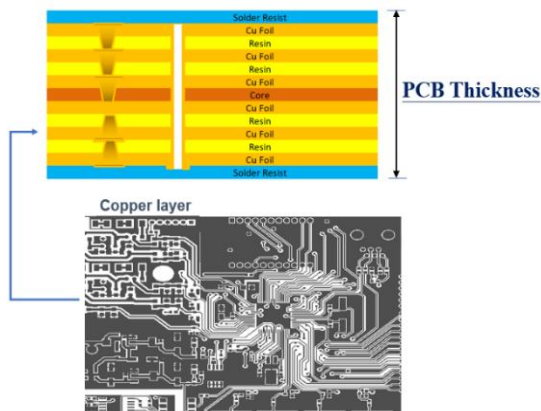 Solder Resist
Cu Foil
Resin
Cu Foil
Resin
Cu Foil
Core
Cu Foil
Resin
Cu Foil
Resin
Cu Foil
Solder Resist
PCB Thickness
Copper layer